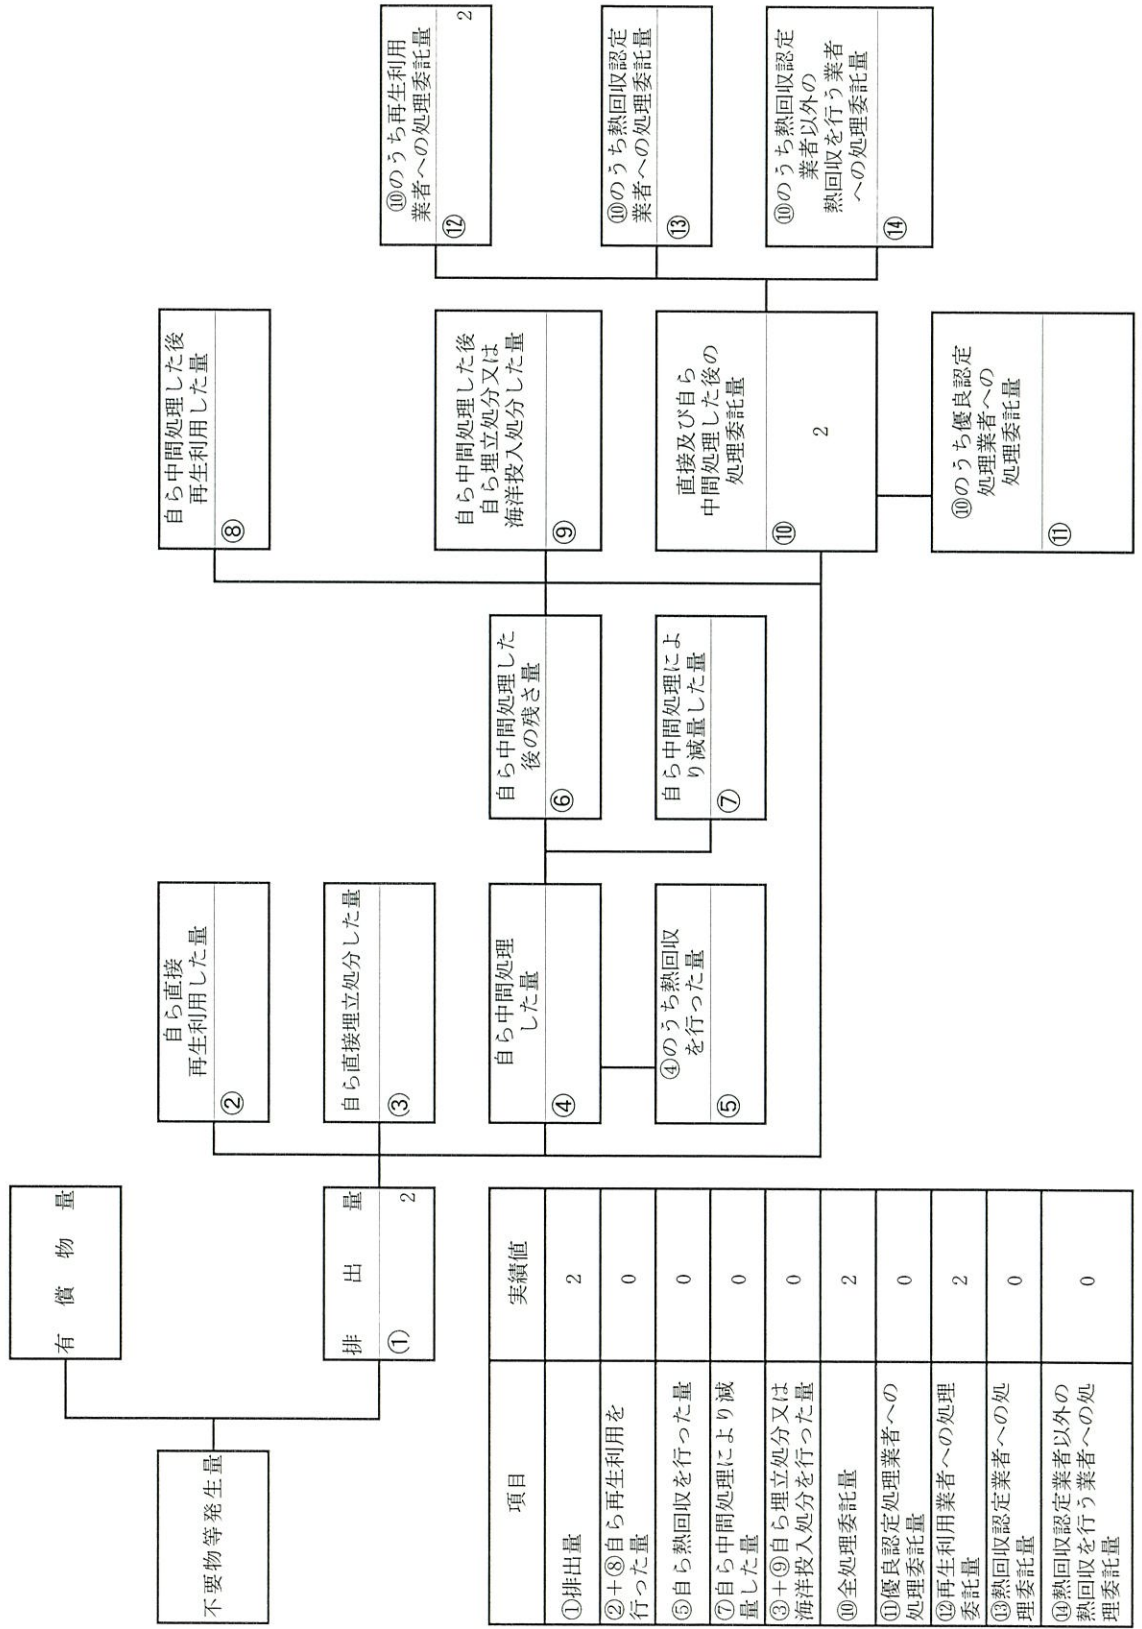 不要物等発生量
有償物量
排出量
① 2
自ら直接
再生利用した量
②
自ら直接埋立処分した量
③
自ら中間処理
した量
④
④のうち熱回収
を行った量
⑤
自ら中間処理した
後の残さ量
⑥
自ら中間処理によ
り減量した量
⑦
自ら中間処理した後
再生利用した量
⑧
自ら中間処理した後
自ら埋立処分又は
海洋投入処分した量
⑨
直接及び自ら
中間処理した後の
処理委託量
⑩
2
⑩のうち優良認定
処理業者への
処理委託量
⑪
⑩のうち再生利用
業者への処理委託量
⑫ 2
⑩のうち熱回収認定
業者への処理委託量
⑬
⑩のうち熱回収認定
業者以外の
熱回収を行う業者
への処理委託量
⑭
項目 実績値
①排出量 2
②+⑧自ら再生利用を
行った量 0
⑤自ら熱回収を行った量 0
⑦自ら中間処理により減
量した量 0
③+⑨自ら埋立処分又は
海洋投入処分を行った量 0
⑩全処理委託量 2
⑪優良認定処理業者への
処理委託量 0
⑫再生利用業者への処理
委託量 2
⑬熱回収認定業者への処
理委託量 0
⑭熱回収認定業者以外の
熱回収を行う業者への処
理委託量 0